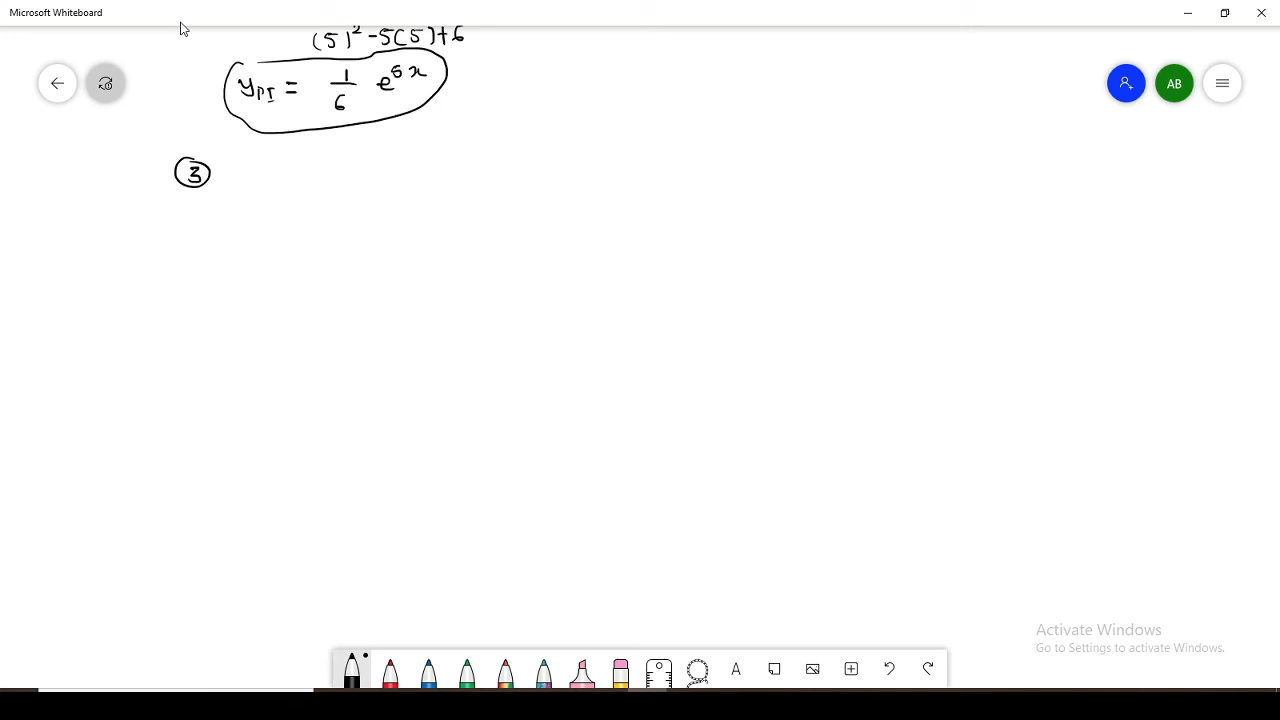 Microsoft Whiteboard
(5)² -5(5)+6
y_PI = 1/6 e^5x
AB
③
Activate Windows
Go to Settings to activate Windows.
A